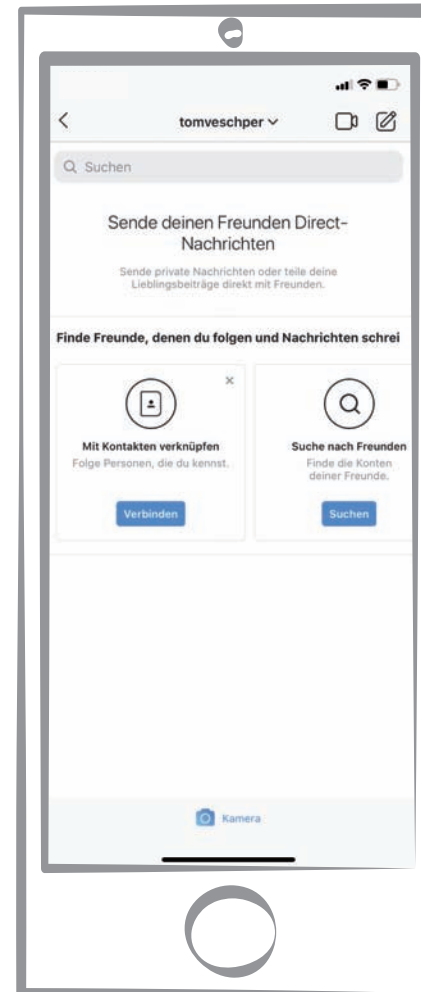 tomveschper
Suchen
Sende deinen Freunden Direct-
Nachrichten
Sende private Nachrichten oder teile deine
Lieblingsbeiträge direkt mit Freunden.
Finde Freunde, denen du folgen und Nachrichten schrei
Mit Kontakten verknüpfen
Folge Personen, die du kennst.
Verbinden
Suche nach Freunden
Finde die Konten
deiner Freunde.
Suchen
Kamera